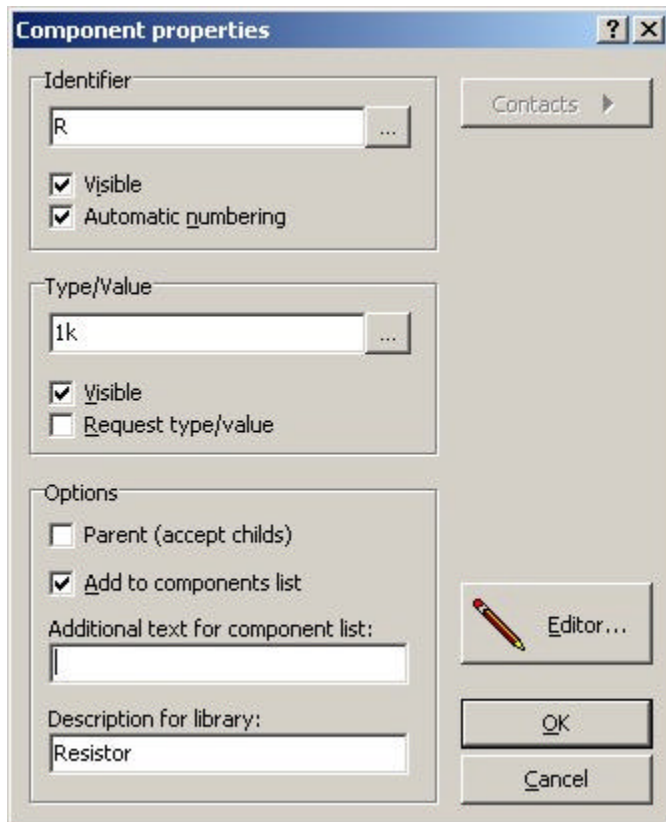 Component properties
Identifier
Contacts
R
...
Visible
Automatic numbering
Type/Value
1k
...
Visible
Request type/value
Options
Parent (accept childs)
Add to components list
Additional text for component list:
Editor...
Description for library:
Resistor
OK
Cancel